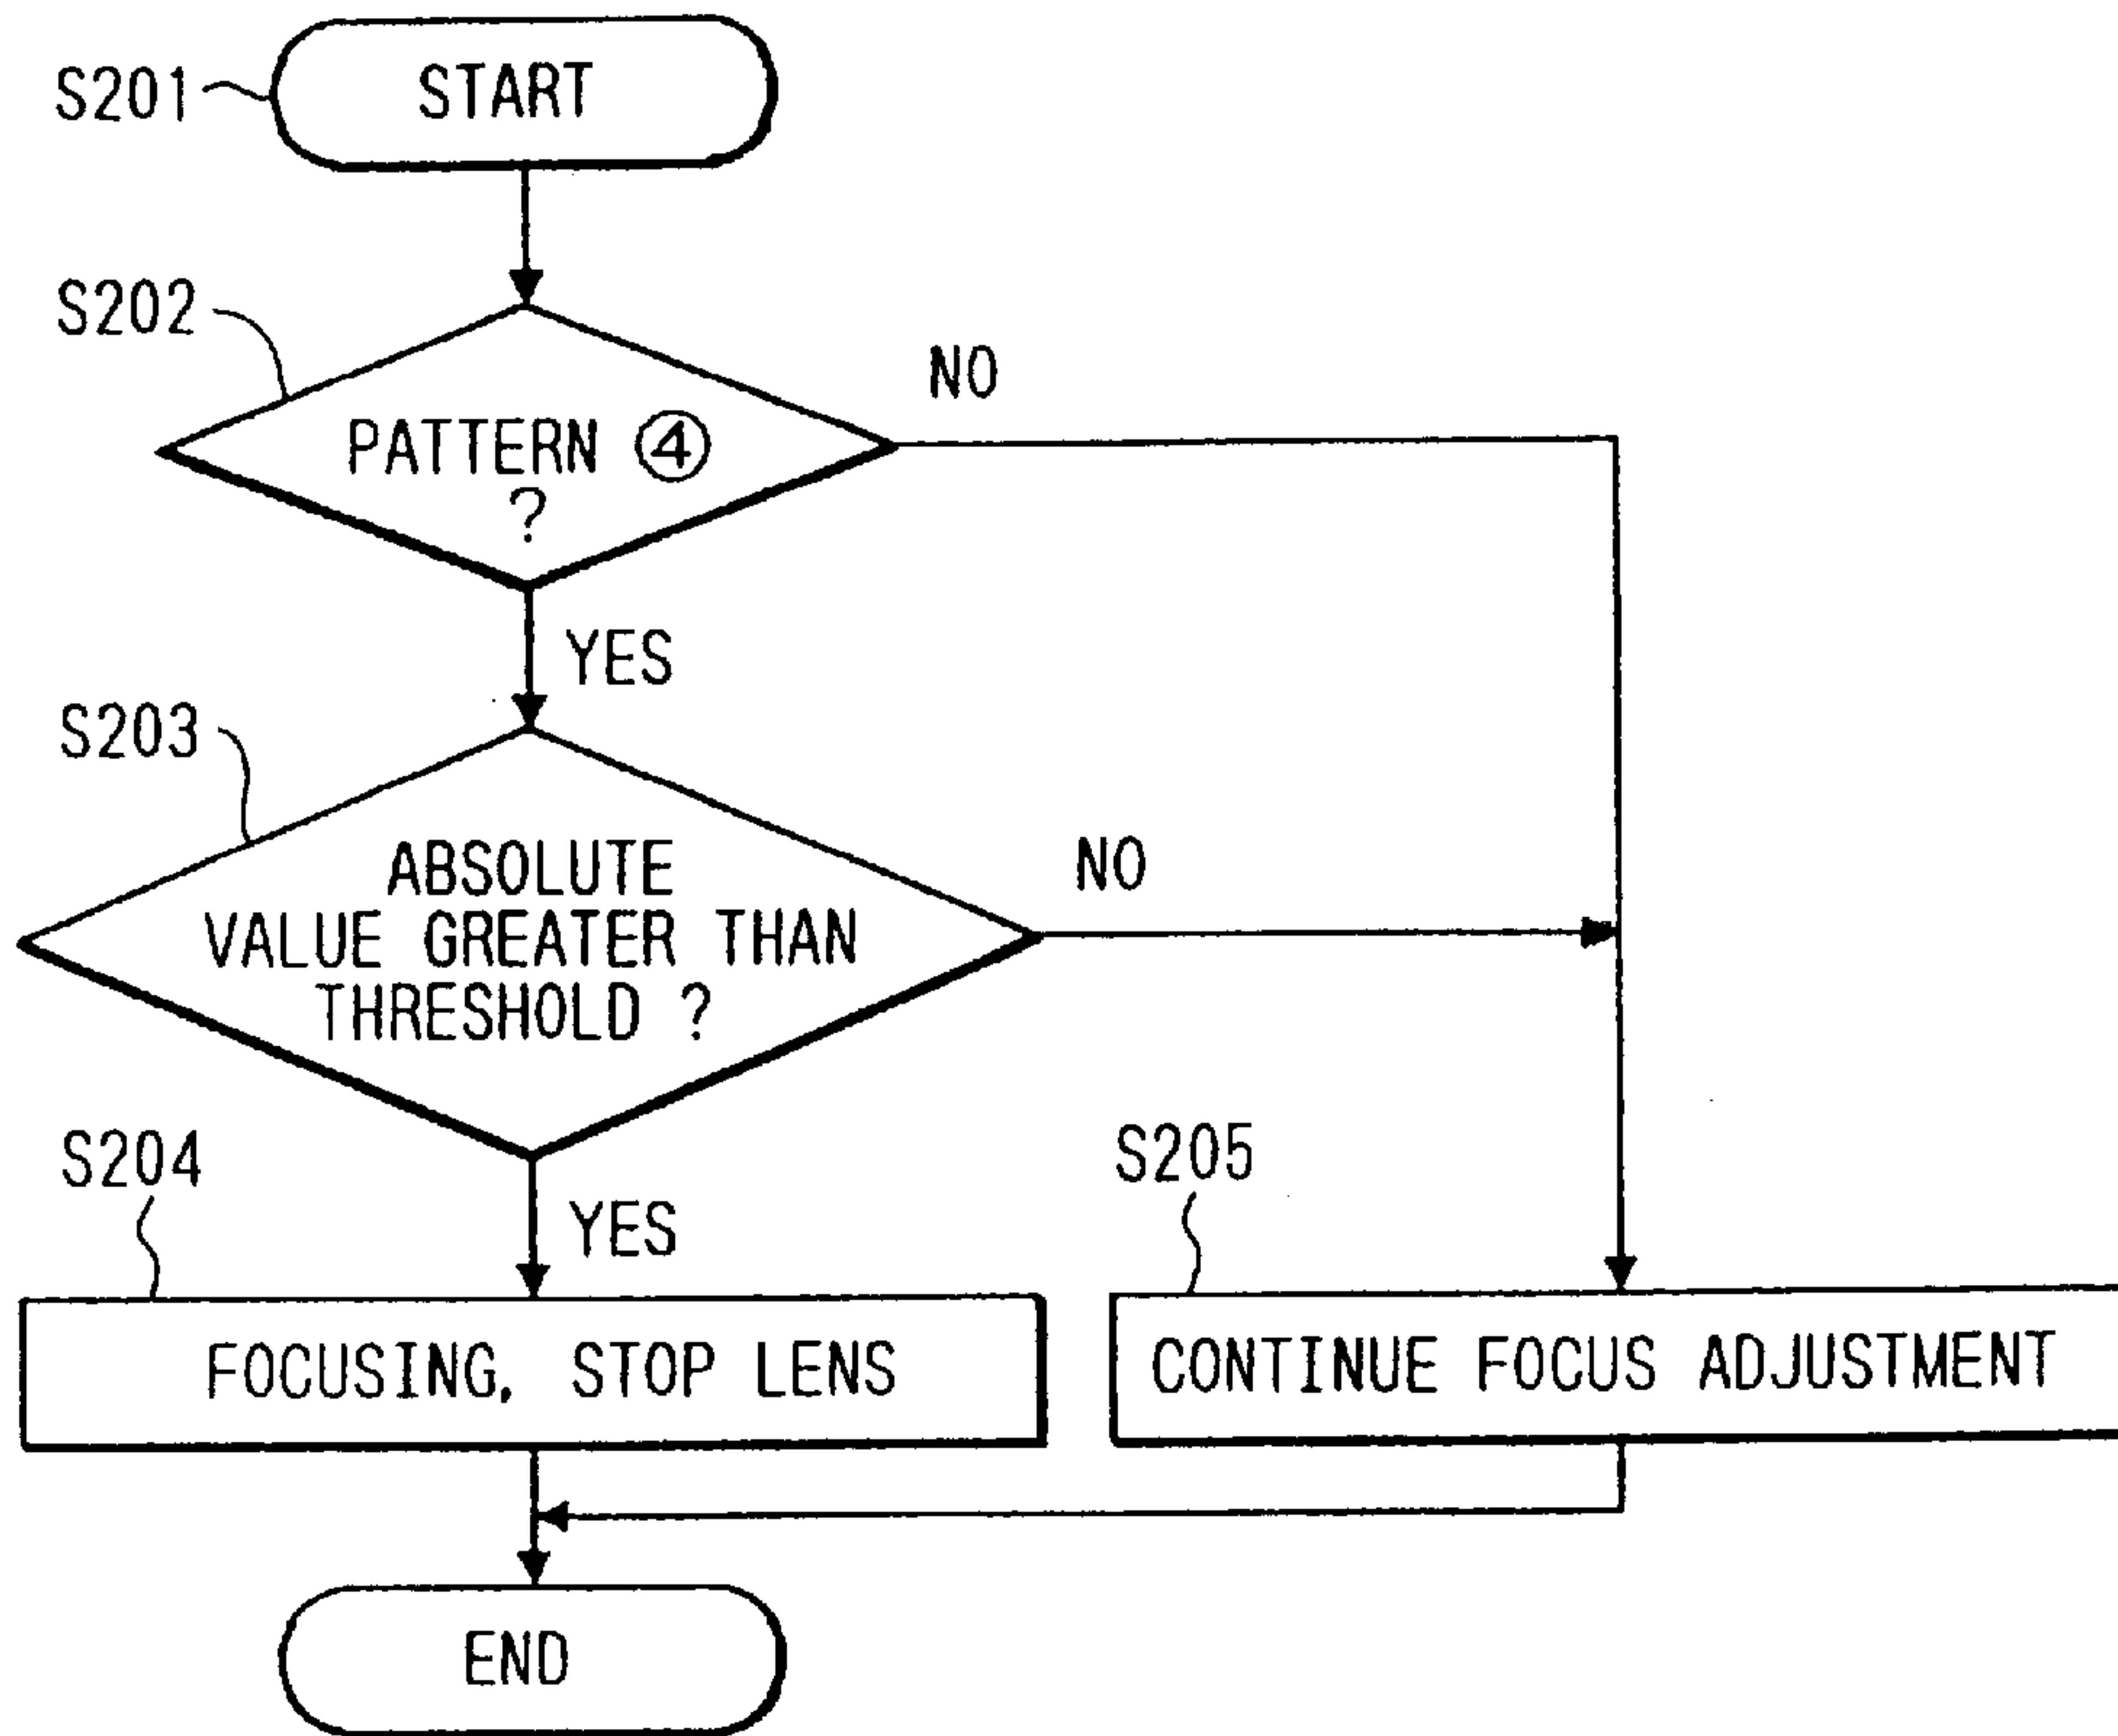 S201
START
S202
NO
PATTERN ④
?
YES
S203
ABSOLUTE
VALUE GREATER THAN
THRESHOLD ?
NO
S204
YES
S205
FOCUSING, STOP LENS
CONTINUE FOCUS ADJUSTMENT
END